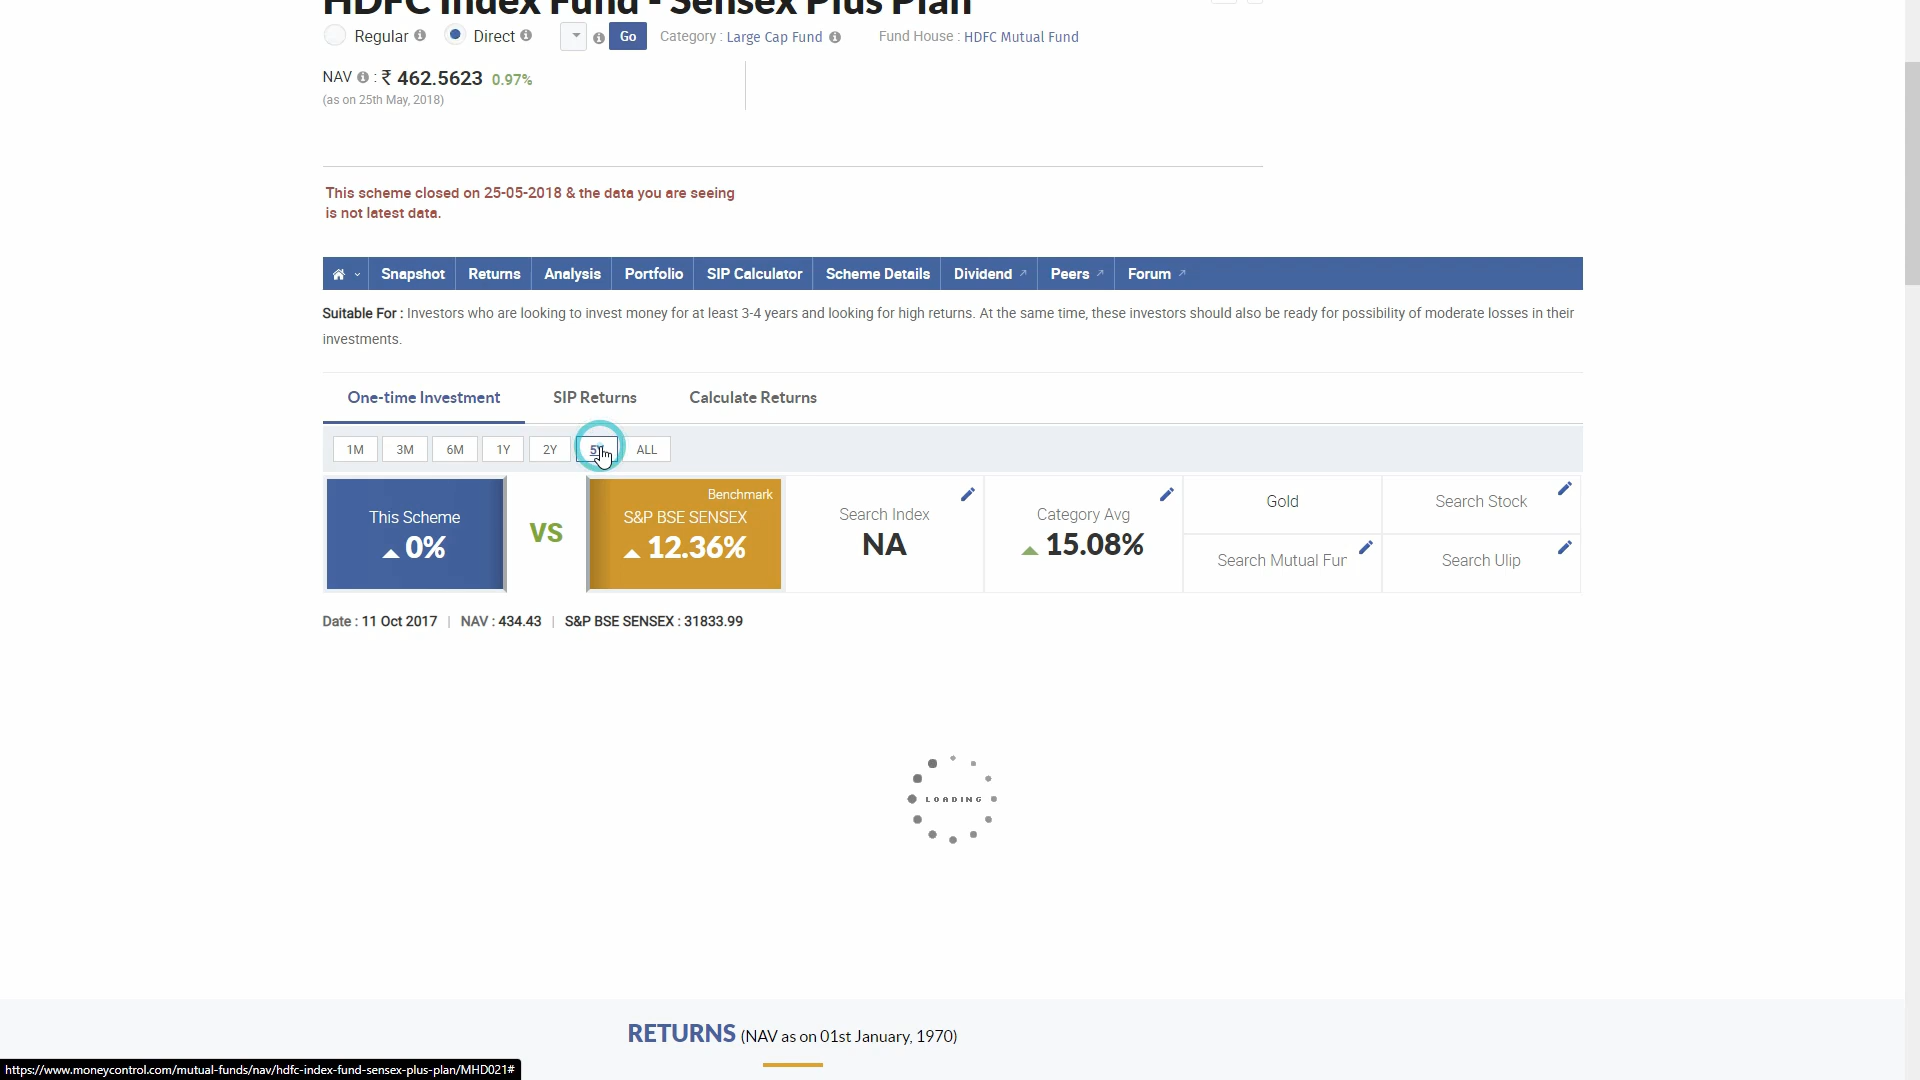 HDFC Index Fund - Sensex Plus Plan
Regular Direct Go Category : Large Cap Fund Fund House : HDFC Mutual Fund
NAV : ₹ 462.5623 0.97%
(as on 25th May, 2018)
This scheme closed on 25-05-2018 & the data you are seeing
is not latest data.
Snapshot Returns Analysis Portfolio SIP Calculator Scheme Details Dividend Peers Forum
Suitable For : Investors who are looking to invest money for at least 3-4 years and looking for high returns. At the same time, these investors should also be ready for possibility of moderate losses in their
investments.
One-time Investment SIP Returns Calculate Returns
1M 3M 6M 1Y 2Y 5Y ALL
Benchmark
This Scheme
0%
VS
S&P BSE SENSEX
12.36%
Search Index
NA
Category Avg
15.08%
Gold
Search Stock
Search Mutual Fur
Search Ulip
Date : 11 Oct 2017 | NAV : 434.43 | S&P BSE SENSEX : 31833.99
LOADING
RETURNS (NAV as on 01st January, 1970)
https://www.moneycontrol.com/mutual-funds/nav/hdfc-index-fund-sensex-plus-plan/MHD021#